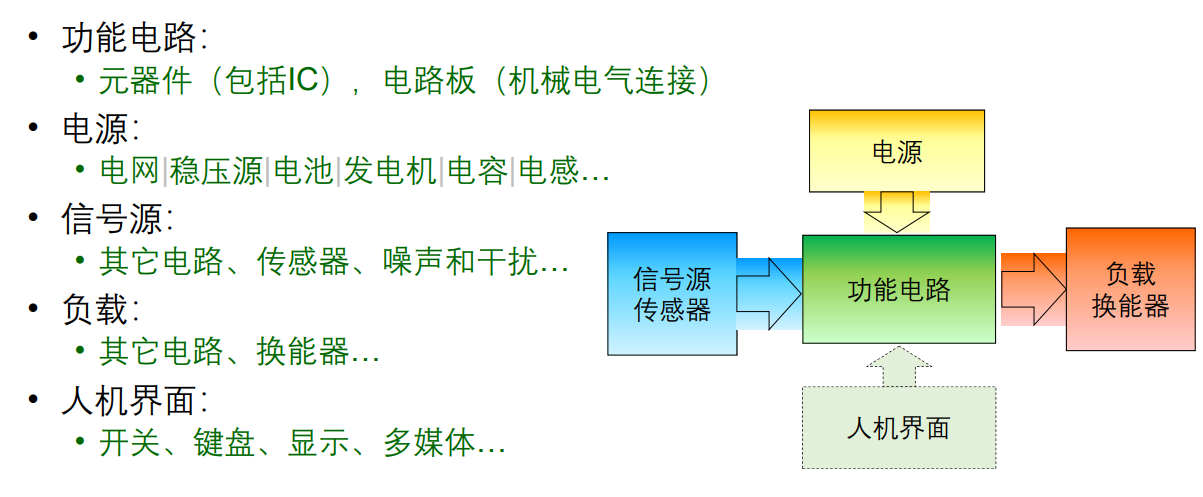 • 功能电路：
• 元器件（包括IC），电路板（机械电气连接）
• 电源：
• 电网|稳压源|电池|发电机|电容|电感…
• 信号源：
• 其它电路、传感器、噪声和干扰…
• 负载：
• 其它电路、换能器…
• 人机界面：
• 开关、键盘、显示、多媒体…
电源
信号源
传感器
功能电路
负载
换能器
人机界面